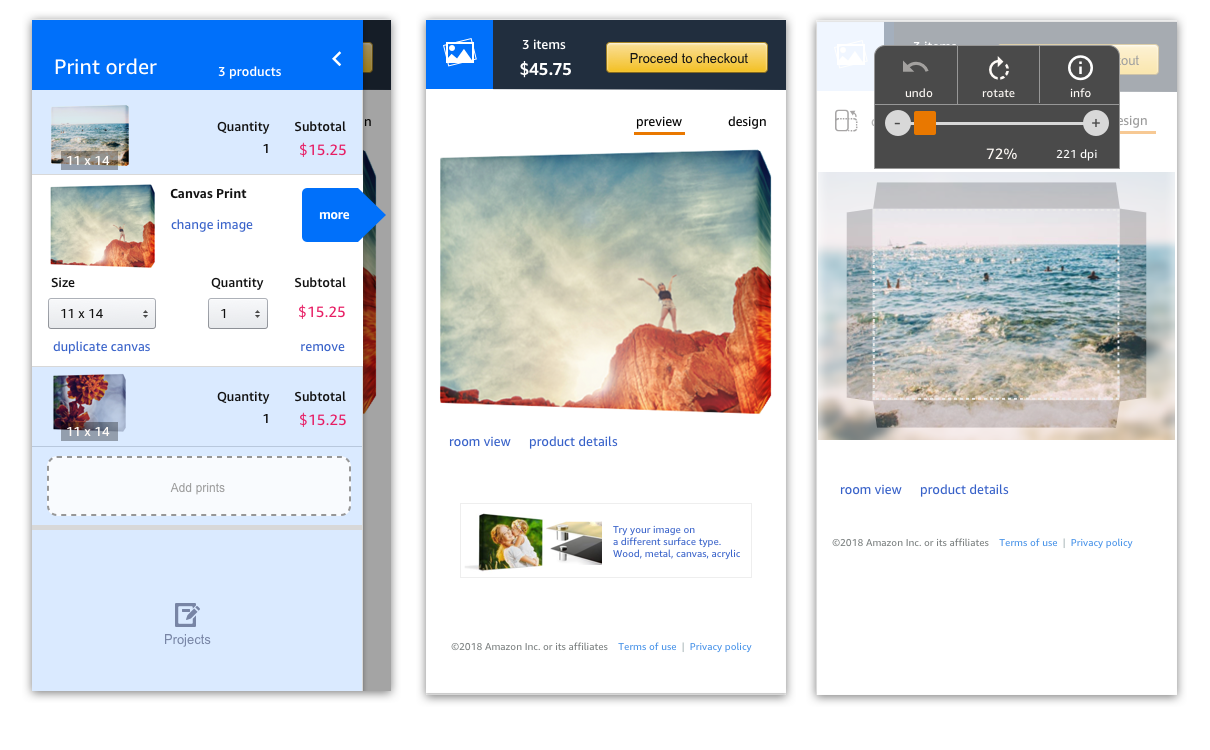 Print order
3 products
n
Quantity Subtotal
1 $15.25
11 x 14
Canvas Print
change image
more
Size Quantity Subtotal
11 x 14 1 $15.25
duplicate canvas remove
Quantity Subtotal
1 $15.25
11 x 14
Add prints
Projects
3 items
$45.75
Proceed to checkout
preview design
room view product details
Try your image on
a different surface type.
Wood, metal, canvas, acrylic
©2018 Amazon Inc. or its affiliates Terms of use | Privacy policy
3 items
out
undo rotate info
esign
- +
72% 221 dpi
room view product details
©2018 Amazon Inc. or its affiliates Terms of use | Privacy policy